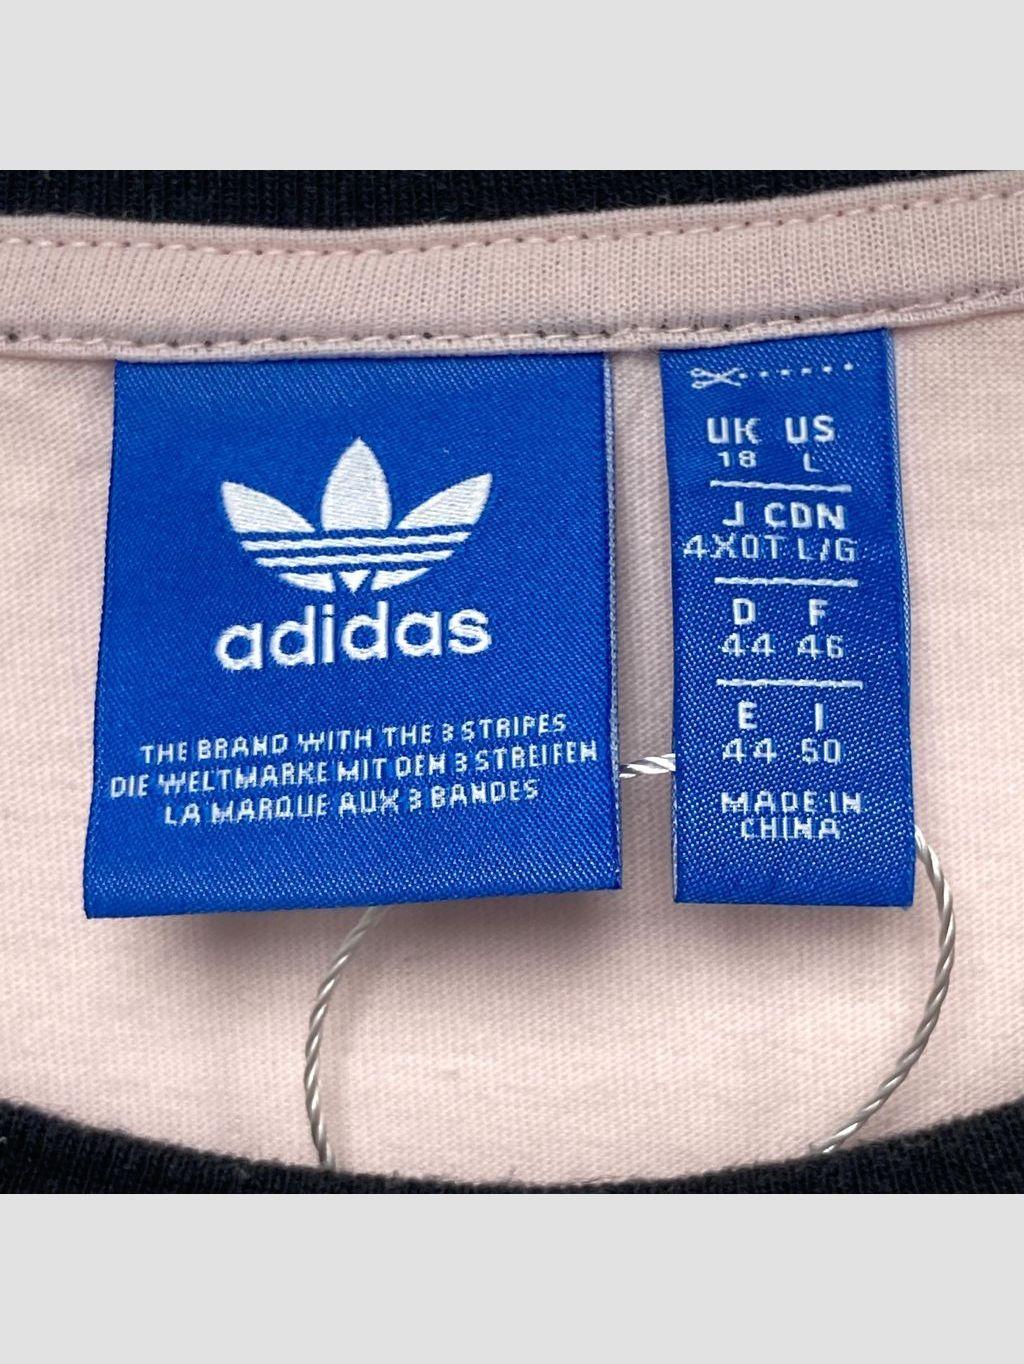 adidas
THE BRAND WITH THE 3 STRIPES
DIE WELTMARKE MIT DEN 3 STREIFEN
LA MARQUE AUX 3 BANDES
UK US
18 L
J CDN
4XOT L/G
D F
44 46
E I
44 50
MADE IN
CHINA